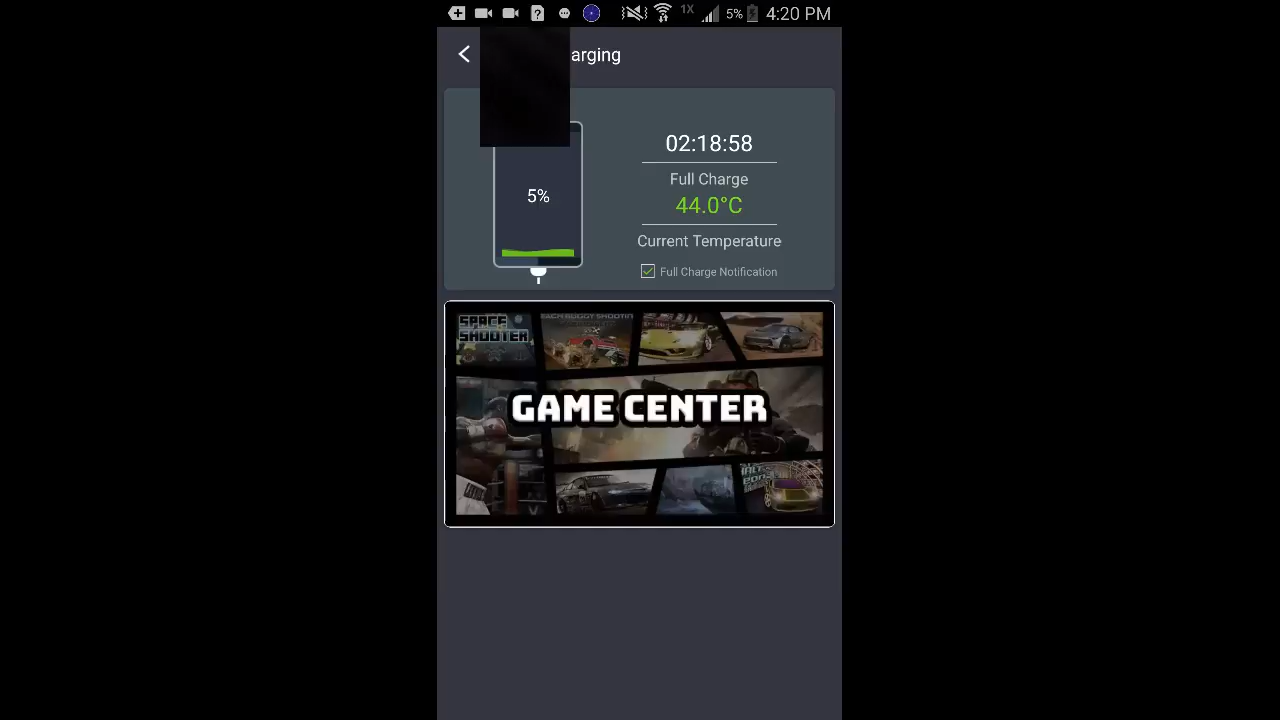 1X 5% 4:20 PM
arging
02:18:58
5%
Full Charge
44.0°C
Current Temperature
Full Charge Notification
SPACE
SHOOTER
GAME CENTER